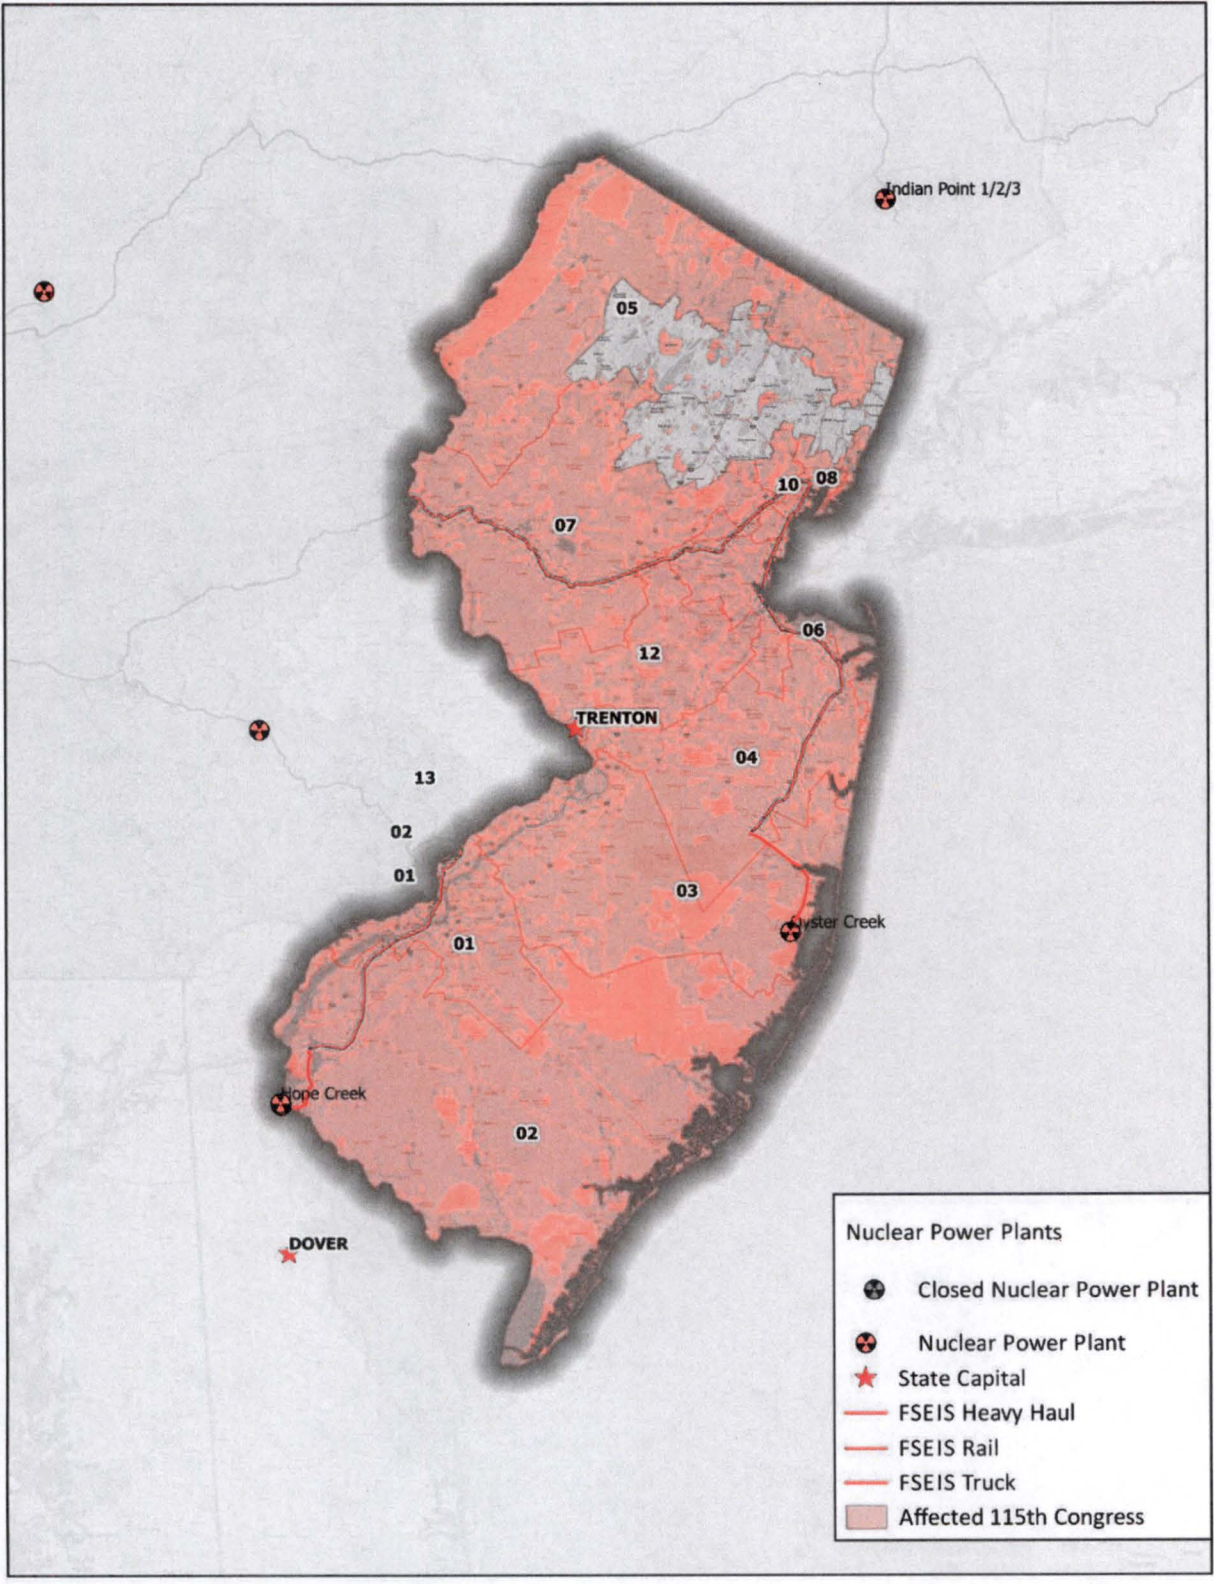 Indian Point 1/2/3
05
10
08
07
06
12
TRENTON
04
13
02
01
03
Oyster Creek
01
Hope Creek
02
DOVER
Nuclear Power Plants
Closed Nuclear Power Plant
Nuclear Power Plant
State Capital
FSEIS Heavy Haul
FSEIS Rail
FSEIS Truck
Affected 115th Congress